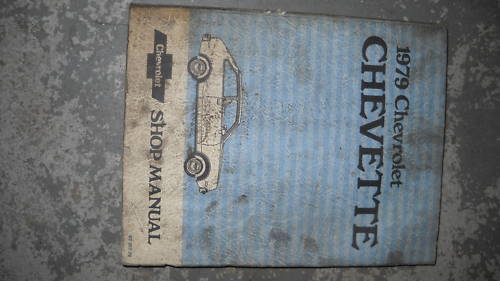 1979 Chevrolet
CHEVETTE
Chevrolet
SHOP MANUAL